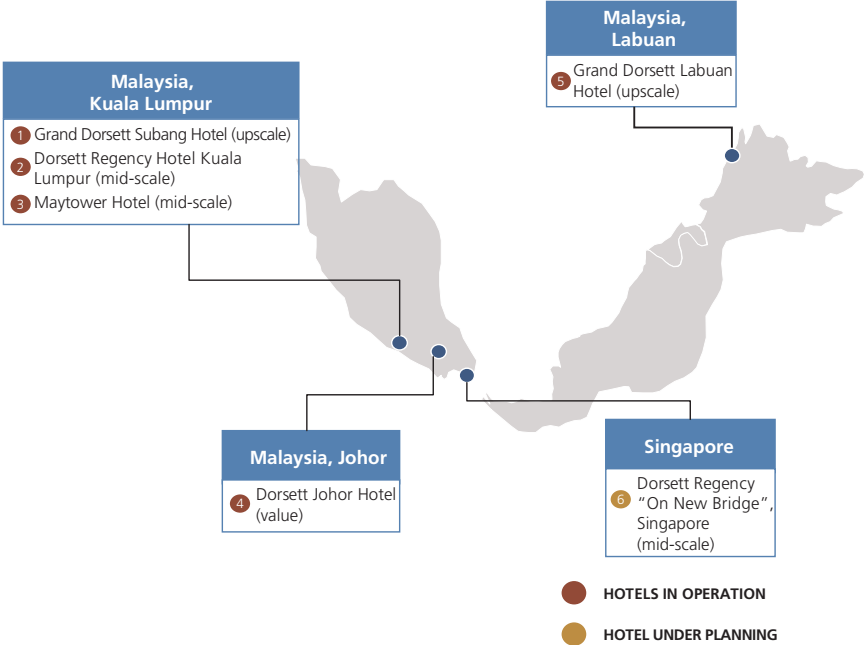 Malaysia,
Kuala Lumpur
1 Grand Dorsett Subang Hotel (upscale)
2 Dorsett Regency Hotel Kuala
Lumpur (mid-scale)
3 Maytower Hotel (mid-scale)
Malaysia,
Labuan
5 Grand Dorsett Labuan
Hotel (upscale)
Malaysia, Johor
4 Dorsett Johor Hotel
(value)
Singapore
6 Dorsett Regency
“On New Bridge”,
Singapore
(mid-scale)
HOTELS IN OPERATION
HOTEL UNDER PLANNING